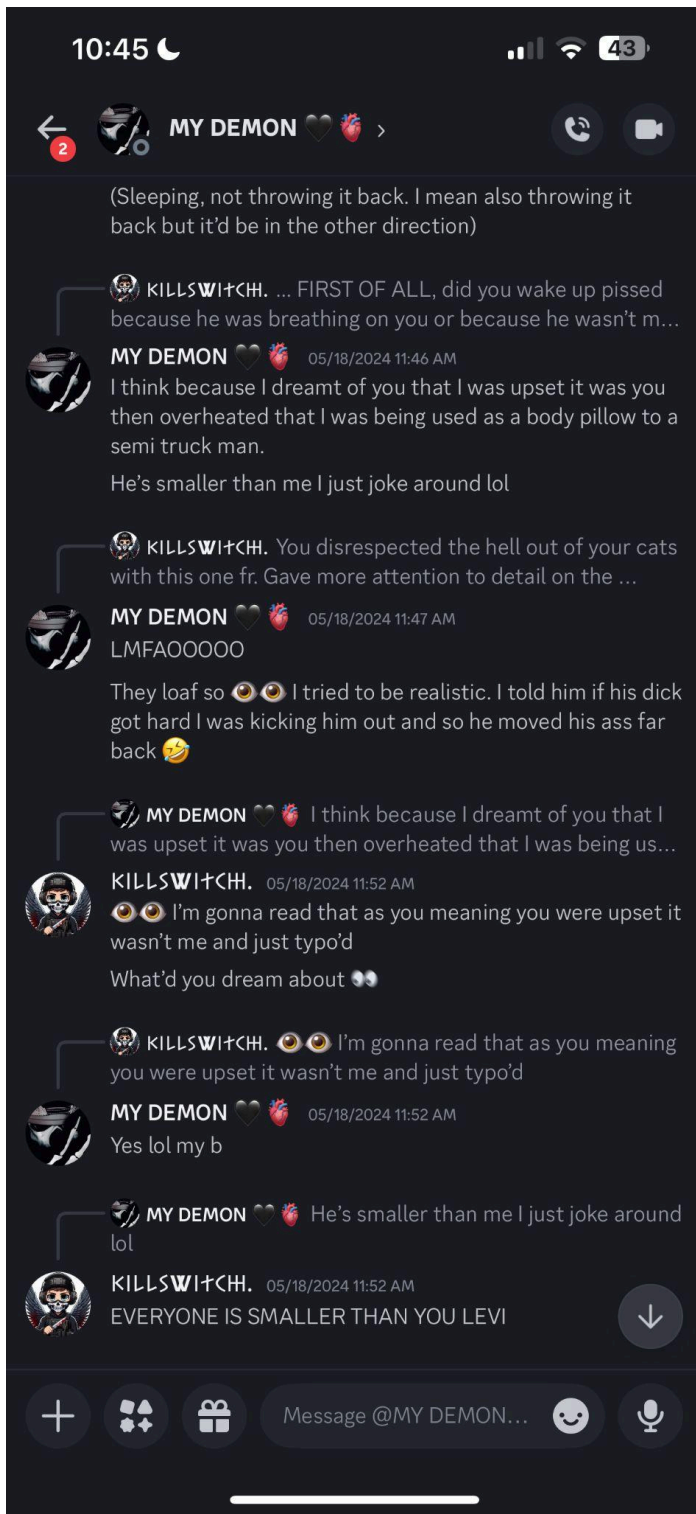 10:45
43
2
MY DEMON 🖤 🫀 ›
(Sleeping, not throwing it back. I mean also throwing it
back but it'd be in the other direction)
KILLSWITCH. ... FIRST OF ALL, did you wake up pissed
because he was breathing on you or because he wasn't m...
MY DEMON 🖤 🫀 05/18/2024 11:46 AM
I think because I dreamt of you that I was upset it was you
then overheated that I was being used as a body pillow to a
semi truck man.
He's smaller than me I just joke around lol
KILLSWITCH. You disrespected the hell out of your cats
with this one fr. Gave more attention to detail on the ...
MY DEMON 🖤 🫀 05/18/2024 11:47 AM
LMFAOOOOO
They loaf so 👁️👁️ I tried to be realistic. I told him if his dick
got hard I was kicking him out and so he moved his ass far
back 🤣
MY DEMON 🖤 🫀 I think because I dreamt of you that I
was upset it was you then overheated that I was being us...
KILLSWITCH. 05/18/2024 11:52 AM
👁️👁️ I'm gonna read that as you meaning you were upset it
wasn't me and just typo'd
What'd you dream about 👀
KILLSWITCH. 👁️👁️ I'm gonna read that as you meaning
you were upset it wasn't me and just typo'd
MY DEMON 🖤 🫀 05/18/2024 11:52 AM
Yes lol my b
MY DEMON 🖤 🫀 He's smaller than me I just joke around
lol
KILLSWITCH. 05/18/2024 11:52 AM
EVERYONE IS SMALLER THAN YOU LEVI
Message @MY DEMON...